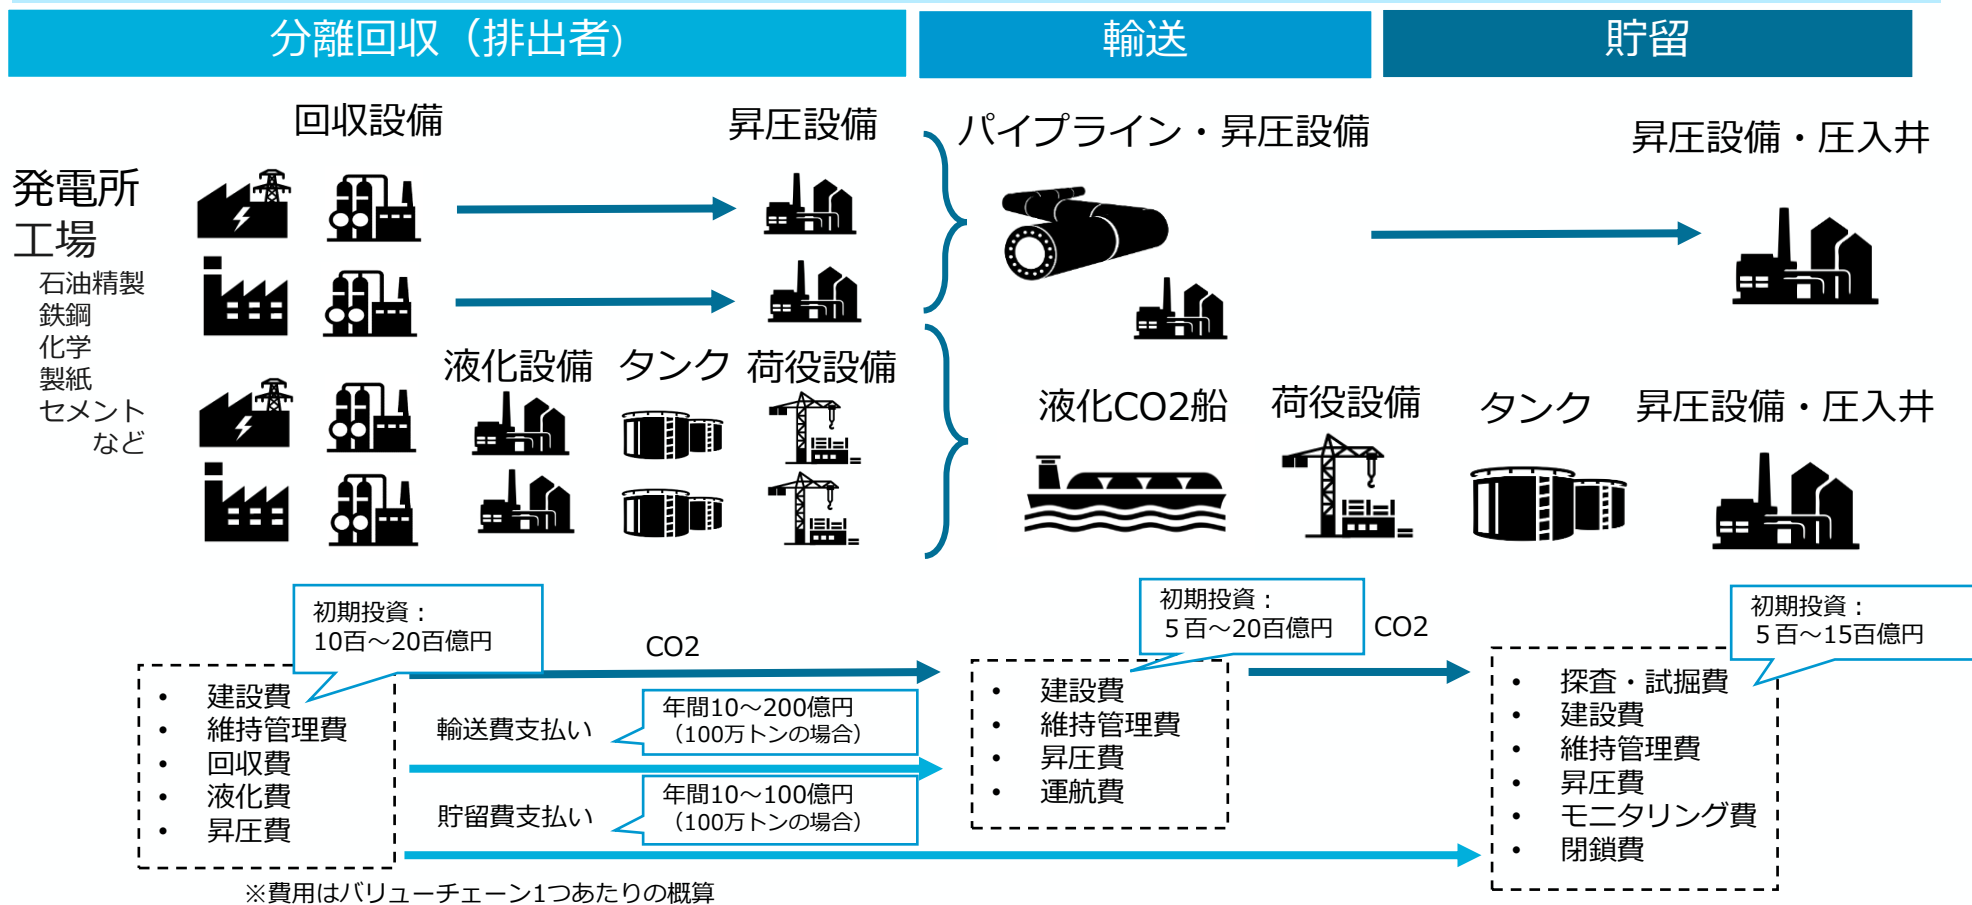 分離回収（排出者）
輸送
貯留
回収設備
昇圧設備
パイプライン・昇圧設備
昇圧設備・圧入井
発電所
工場
石油精製
鉄鋼
化学
製紙
セメント
など
液化設備
タンク
荷役設備
液化CO2船
荷役設備
タンク
昇圧設備・圧入井
初期投資：
10百～20百億円
初期投資：
５百～20百億円
初期投資：
５百～15百億円
CO2
CO2
• 建設費
• 維持管理費
• 回収費
• 液化費
• 昇圧費
輸送費支払い
年間10～200億円
（100万トンの場合）
貯留費支払い
年間10～100億円
（100万トンの場合）
• 建設費
• 維持管理費
• 昇圧費
• 運航費
• 探査・試掘費
• 建設費
• 維持管理費
• 昇圧費
• モニタリング費
• 閉鎖費
※費用はバリューチェーン1つあたりの概算